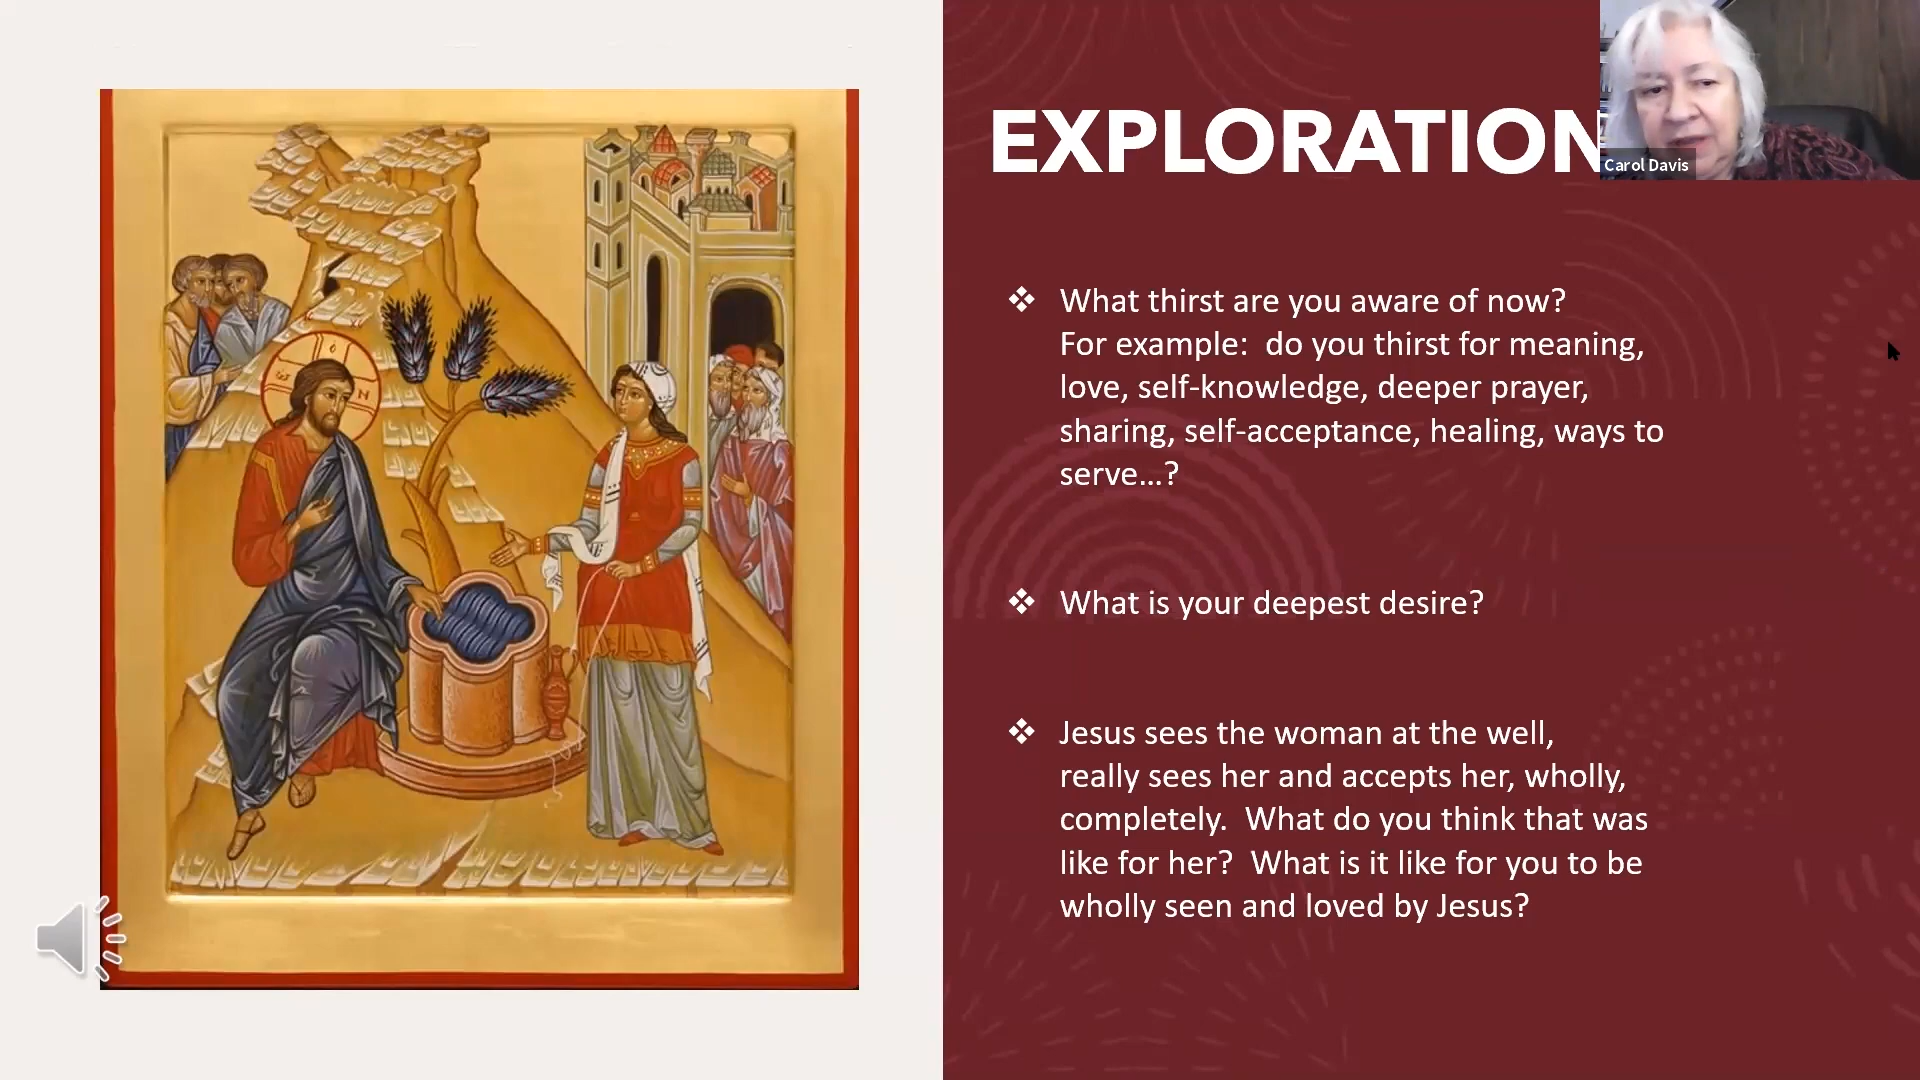 EXPLORATION
Carol Davis
❖ What thirst are you aware of now?
For example:  do you thirst for meaning,
love, self-knowledge, deeper prayer,
sharing, self-acceptance, healing, ways to
serve...?
❖ What is your deepest desire?
❖ Jesus sees the woman at the well,
really sees her and accepts her, wholly,
completely.  What do you think that was
like for her?  What is it like for you to be
wholly seen and loved by Jesus?